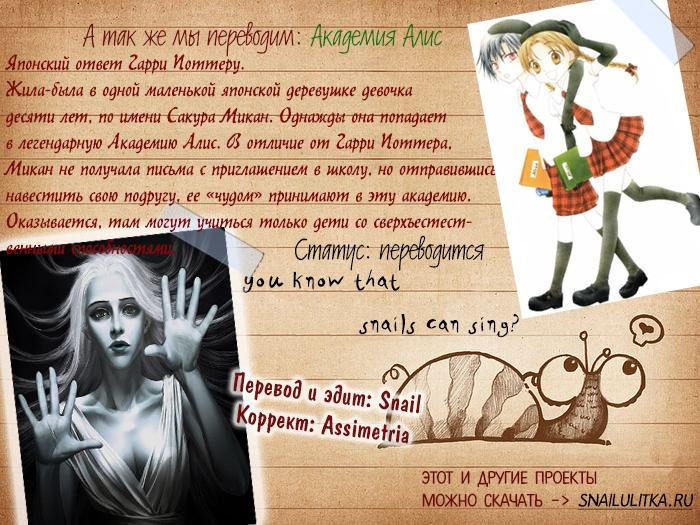 А так же мы переводим: Академия Алис
Японский ответ Гарри Поттеру.
Жила-была в одной маленькой японской деревушке девочка
десяти лет, по имени Сакура Микан. Однажды она попадает
в легендарную Академию Алис. В отличие от Гарри Поттера,
Микан не получала письма с приглашением в школу, но отправившись
навестить свою подругу, ее «чудом» принимают в эту академию.
Оказывается, там могут учиться только дети со сверхъестест-
венными способностями.
Статус: переводится
you know that
snails can sing?
Перевод и эдит: Snail
Коррект: Assimetria
ЭТОТ И ДРУГИЕ ПРОЕКТЫ
МОЖНО СКАЧАТЬ -> SNAILULITKA.RU